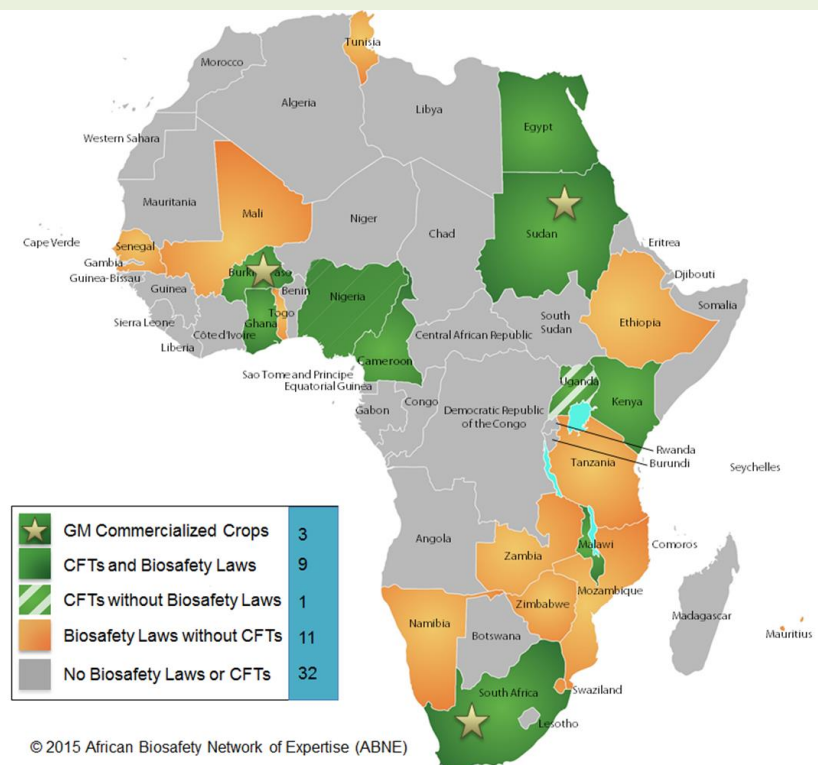 Tunisia
Morocco
Algeria
Libya
Egypt
Western Sahara
Mauritania
Mali
Niger
Chad
Sudan
Eritrea
Cape Verde
Senegal
Gambia
Guinea-Bissau
Guinea
Burkina Faso
Benin
Nigeria
Djibouti
Somalia
Togo
Ghana
Sierra Leone
Côte d'Ivoire
Liberia
Cameroon
Central African Republic
South
Sudan
Ethiopia
Sao Tome and Principe
Equatorial Guinea
Gabon
Congo
Democratic Republic
of the Congo
Uganda
Kenya
Rwanda
Burundi
Tanzania
Seychelles
Angola
Zambia
Malawi
Comoros
Mozambique
Zimbabwe
Namibia
Botswana
Madagascar
Mauritius
South Africa
Swaziland
Lesotho
GM Commercialized Crops 3
CFTs and Biosafety Laws 9
CFTs without Biosafety Laws 1
Biosafety Laws without CFTs 11
No Biosafety Laws or CFTs 32
© 2015 African Biosafety Network of Expertise (ABNE)